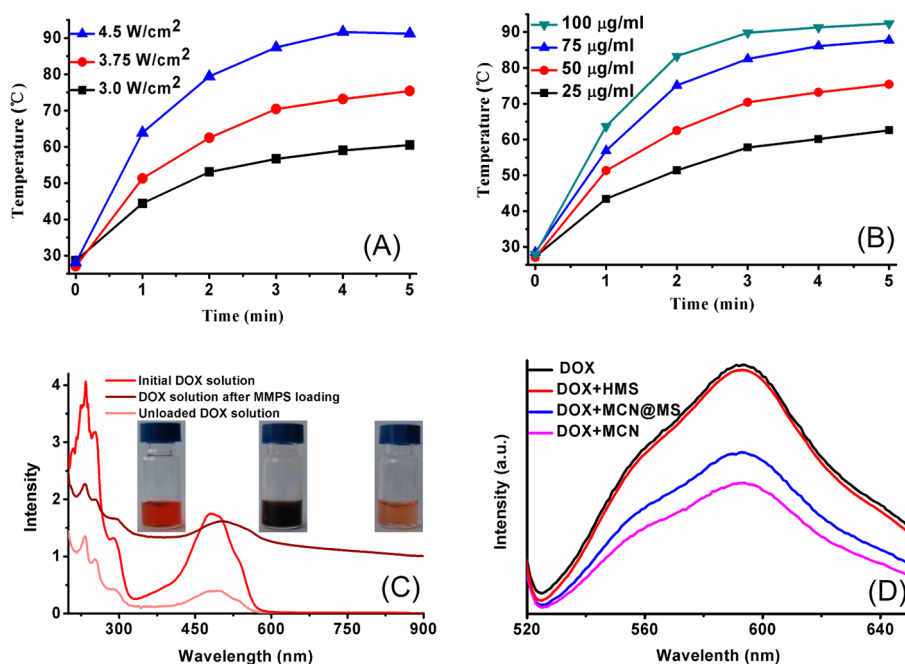 4.5 W/cm²
3.75 W/cm²
3.0 W/cm²
Temperature (℃)
90
80
70
60
50
40
30
0 1 2 3 4 5
Time (min)
(A)
100 µg/ml
75 µg/ml
50 µg/ml
25 µg/ml
Temperature (℃)
90
80
70
60
50
40
30
0 1 2 3 4 5
Time (min)
(B)
Initial DOX solution
DOX solution after MMPS loading
Unloaded DOX solution
Intensity
4
3
2
1
0
300 450 600 750 900
Wavelength (nm)
(C)
DOX
DOX+HMS
DOX+MCN@MS
DOX+MCN
Intensity (a.u.)
520 560 600 640
Wavelenth (nm)
(D)